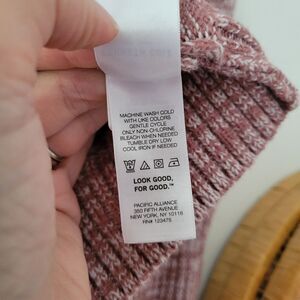 MACHINE WASH COLD
WITH LIKE COLORS
GENTLE CYCLE
ONLY NON-CHLORINE
BLEACH WHEN NEEDED
TUMBLE DRY LOW
COOL IRON IF NEEDED
LOOK GOOD,
FOR GOOD.™
PACIFIC ALLIANCE
350 FIFTH AVENUE
NEW YORK, NY 10118
RN# 123475